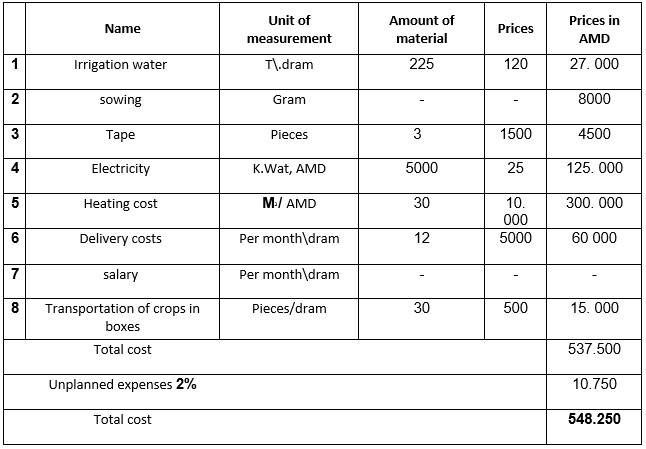 Name Unit of measurement Amount of material Prices Prices in AMD
1 Irrigation water T\.dram 225 120 27. 000
2 sowing Gram - - 8000
3 Tape Pieces 3 1500 4500
4 Electricity K.Wat, AMD 5000 25 125. 000
5 Heating cost M³/ AMD 30 10. 000 300. 000
6 Delivery costs Per month\dram 12 5000 60 000
7 salary Per month\dram - - -
8 Transportation of crops in boxes Pieces/dram 30 500 15. 000
Total cost 537.500
Unplanned expenses 2% 10.750
Total cost 548.250